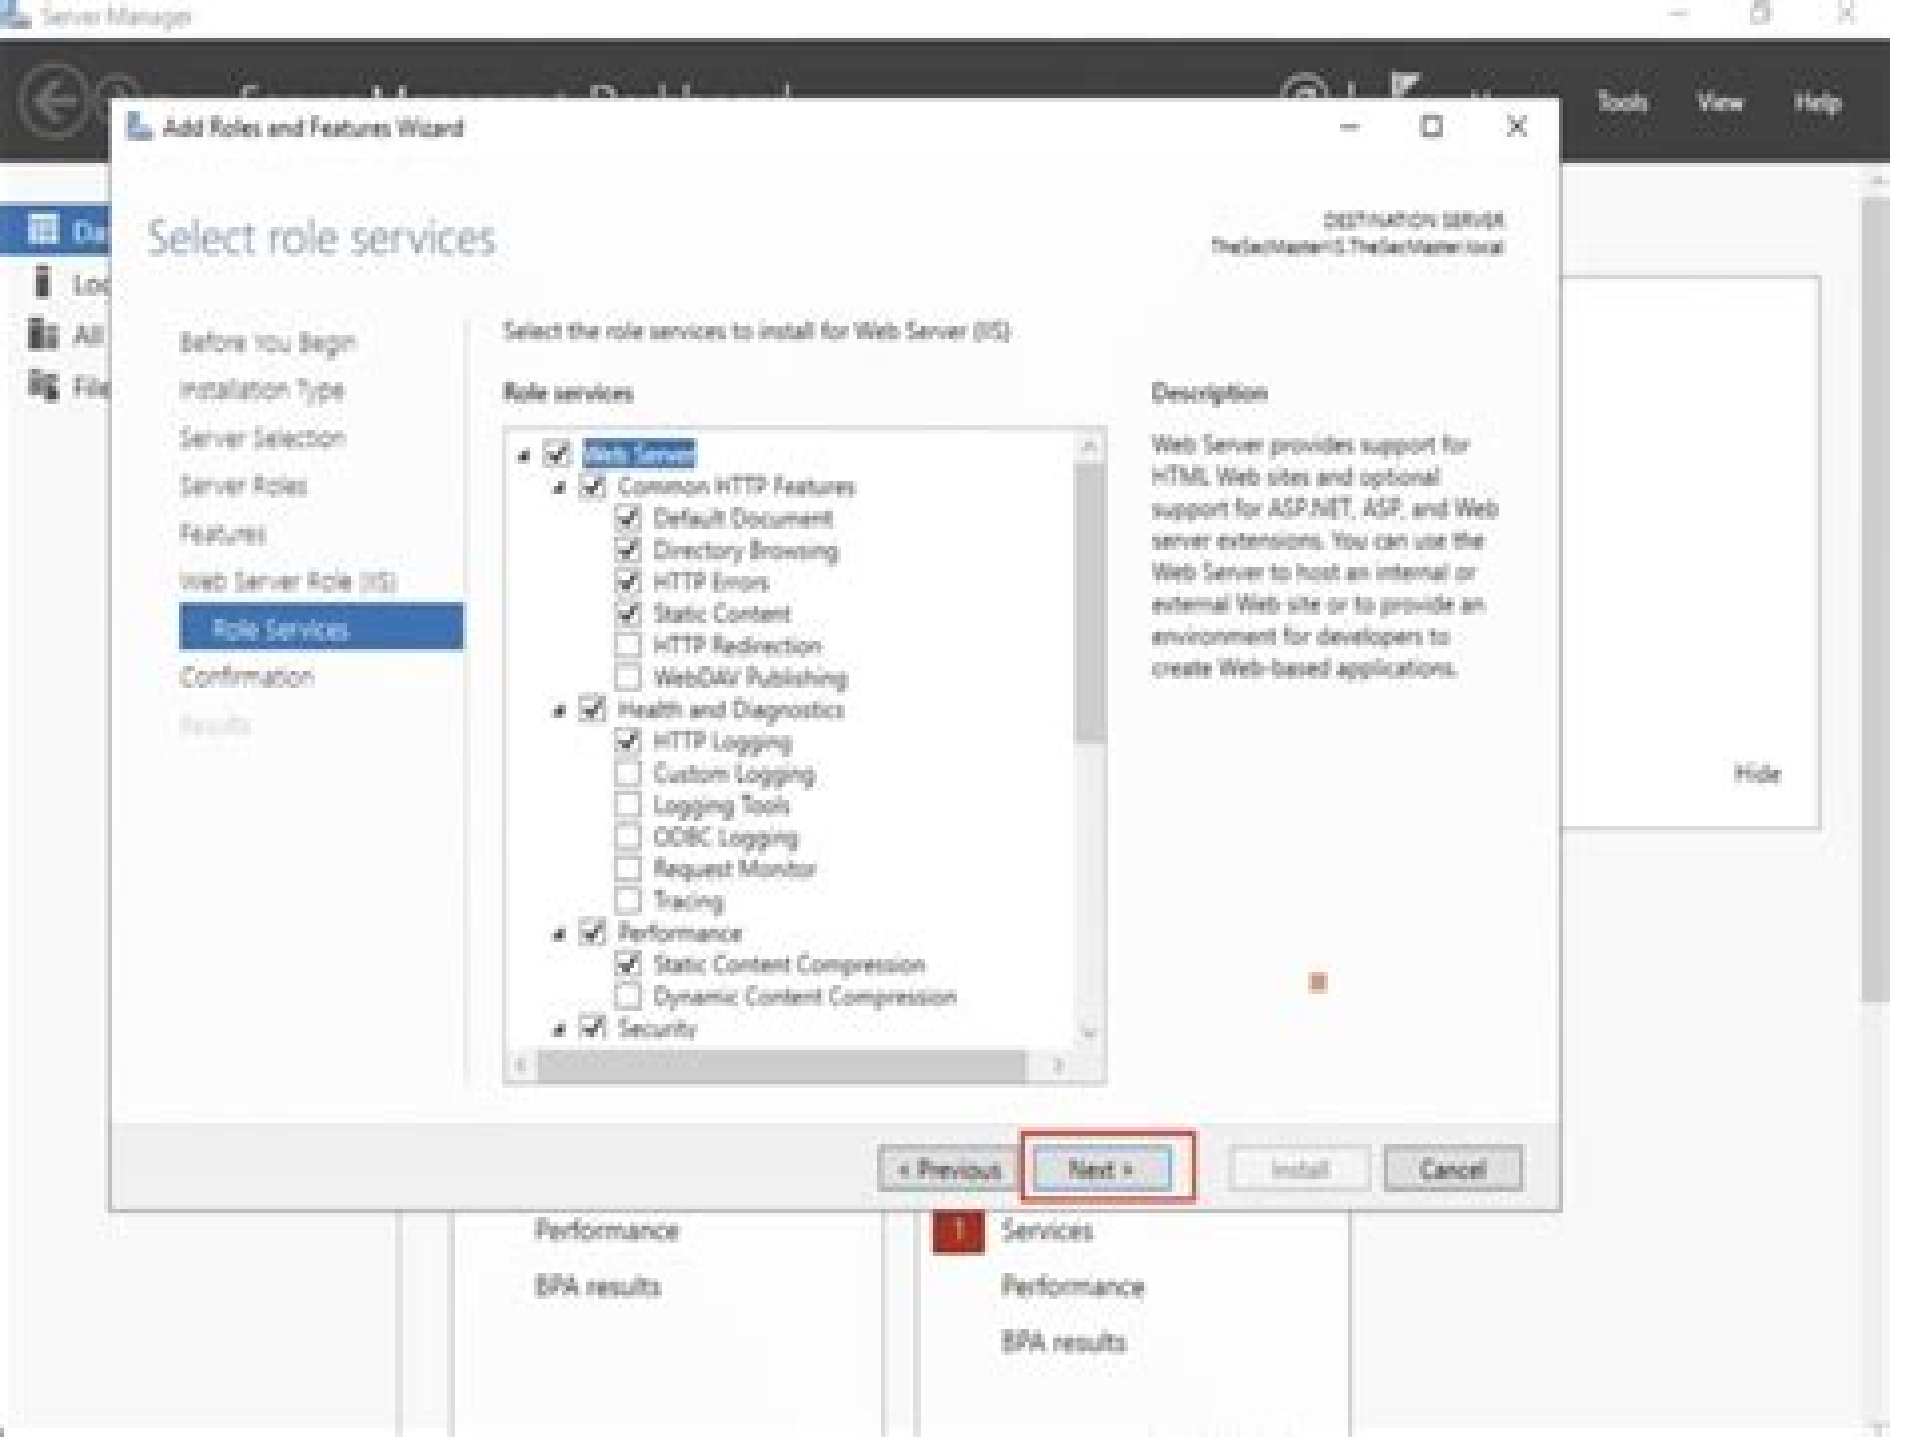 Server Manager
Tools View Help
Add Roles and Features Wizard
Select role services
DESTINATION SERVER
Before You Begin
Installation Type
Server Selection
Server Roles
Features
Web Server Role (IIS)
Role Services
Confirmation
Results
Select the role services to install for Web Server (IIS)
Role services
Web Server
Common HTTP Features
Default Document
Directory Browsing
HTTP Errors
Static Content
HTTP Redirection
WebDAV Publishing
Health and Diagnostics
HTTP Logging
Custom Logging
Logging Tools
ODBC Logging
Request Monitor
Tracing
Performance
Static Content Compression
Dynamic Content Compression
Security
Description
Web Server provides support for
HTML Web sites and optional
support for ASP.NET, ASP, and Web
server extensions. You can use the
Web Server to host an internal or
external Web site or to provide an
environment for developers to
create Web-based applications.
Hide
< Previous
Next >
Install
Cancel
Performance
BPA results
1 Services
Performance
BPA results